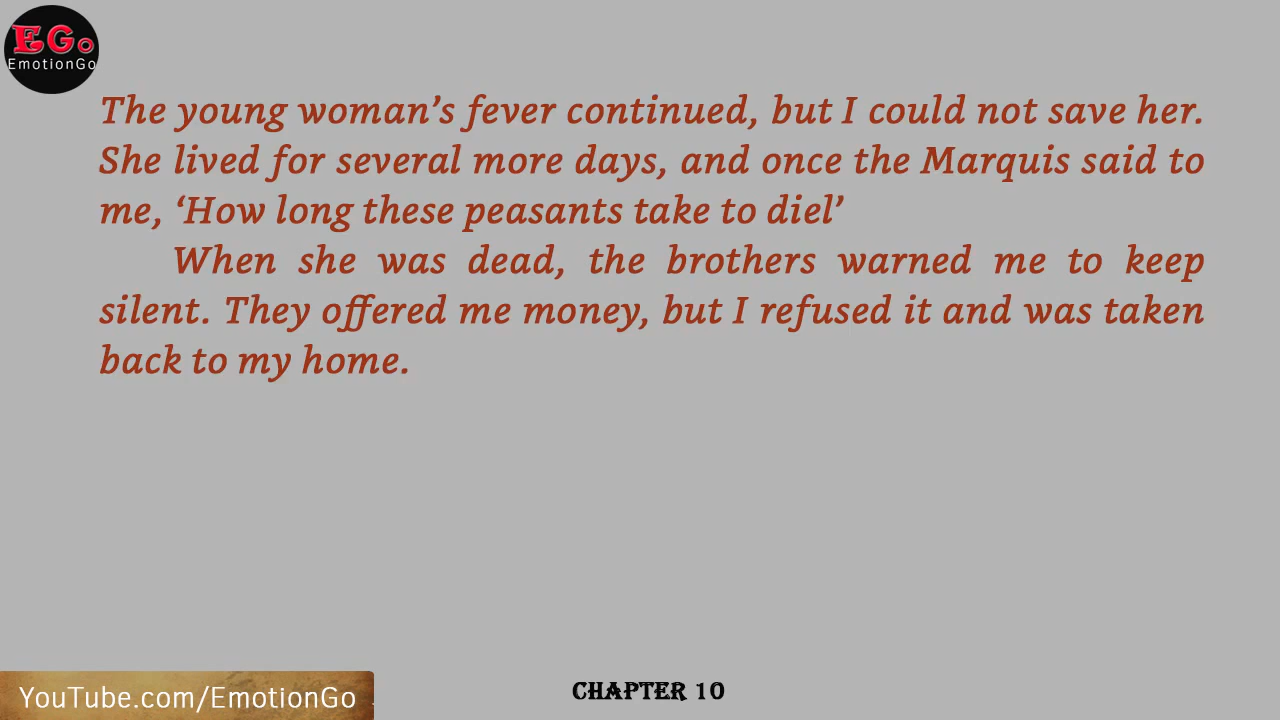 EGo
EmotionGo
The young woman’s fever continued, but I could not save her.
She lived for several more days, and once the Marquis said to
me, ‘How long these peasants take to diel’
When she was dead, the brothers warned me to keep
silent. They offered me money, but I refused it and was taken
back to my home.
YouTube.com/EmotionGo
CHAPTER 10